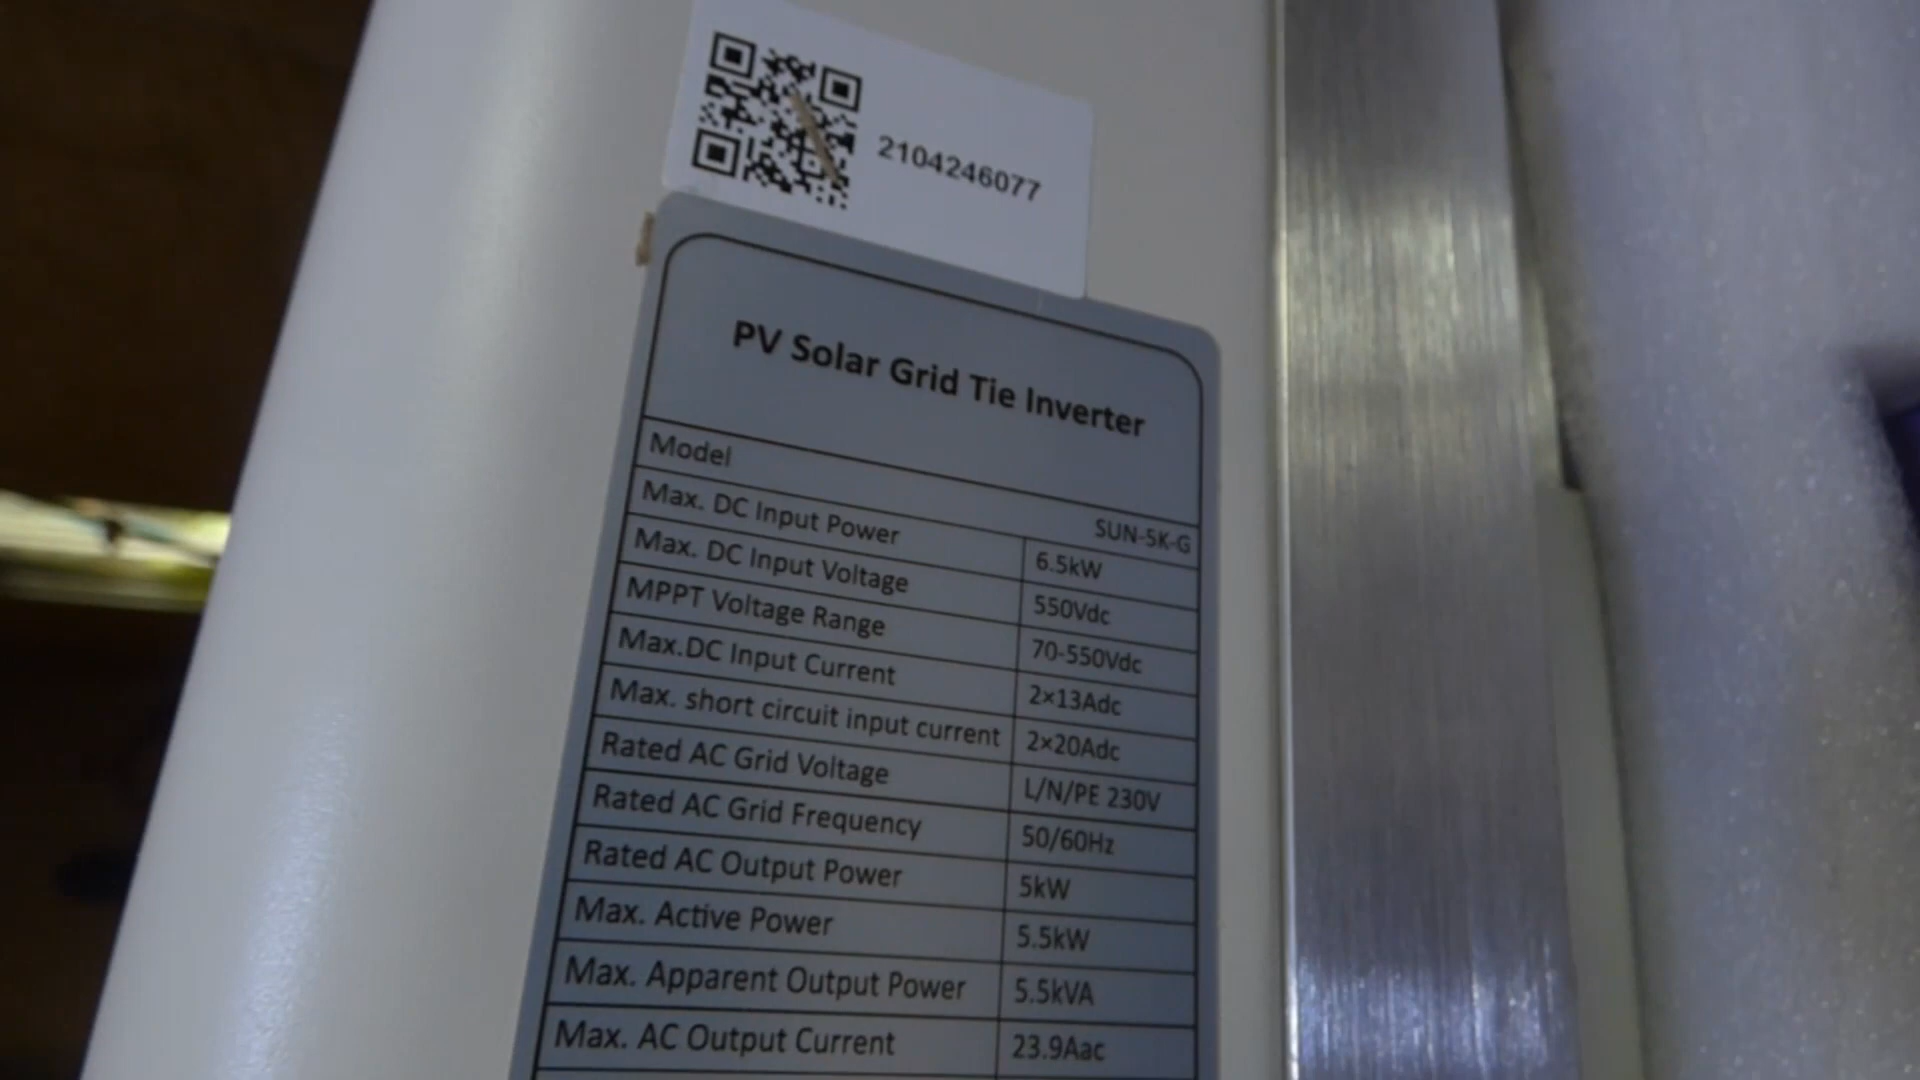 2104246077
PV Solar Grid Tie Inverter
Model SUN-5K-G
Max. DC Input Power 6.5kW
Max. DC Input Voltage 550Vdc
MPPT Voltage Range 70-550Vdc
Max.DC Input Current 2×13Adc
Max. short circuit input current 2×20Adc
Rated AC Grid Voltage L/N/PE 230V
Rated AC Grid Frequency 50/60Hz
Rated AC Output Power 5kW
Max. Active Power 5.5kW
Max. Apparent Output Power 5.5kVA
Max. AC Output Current 23.9Aac